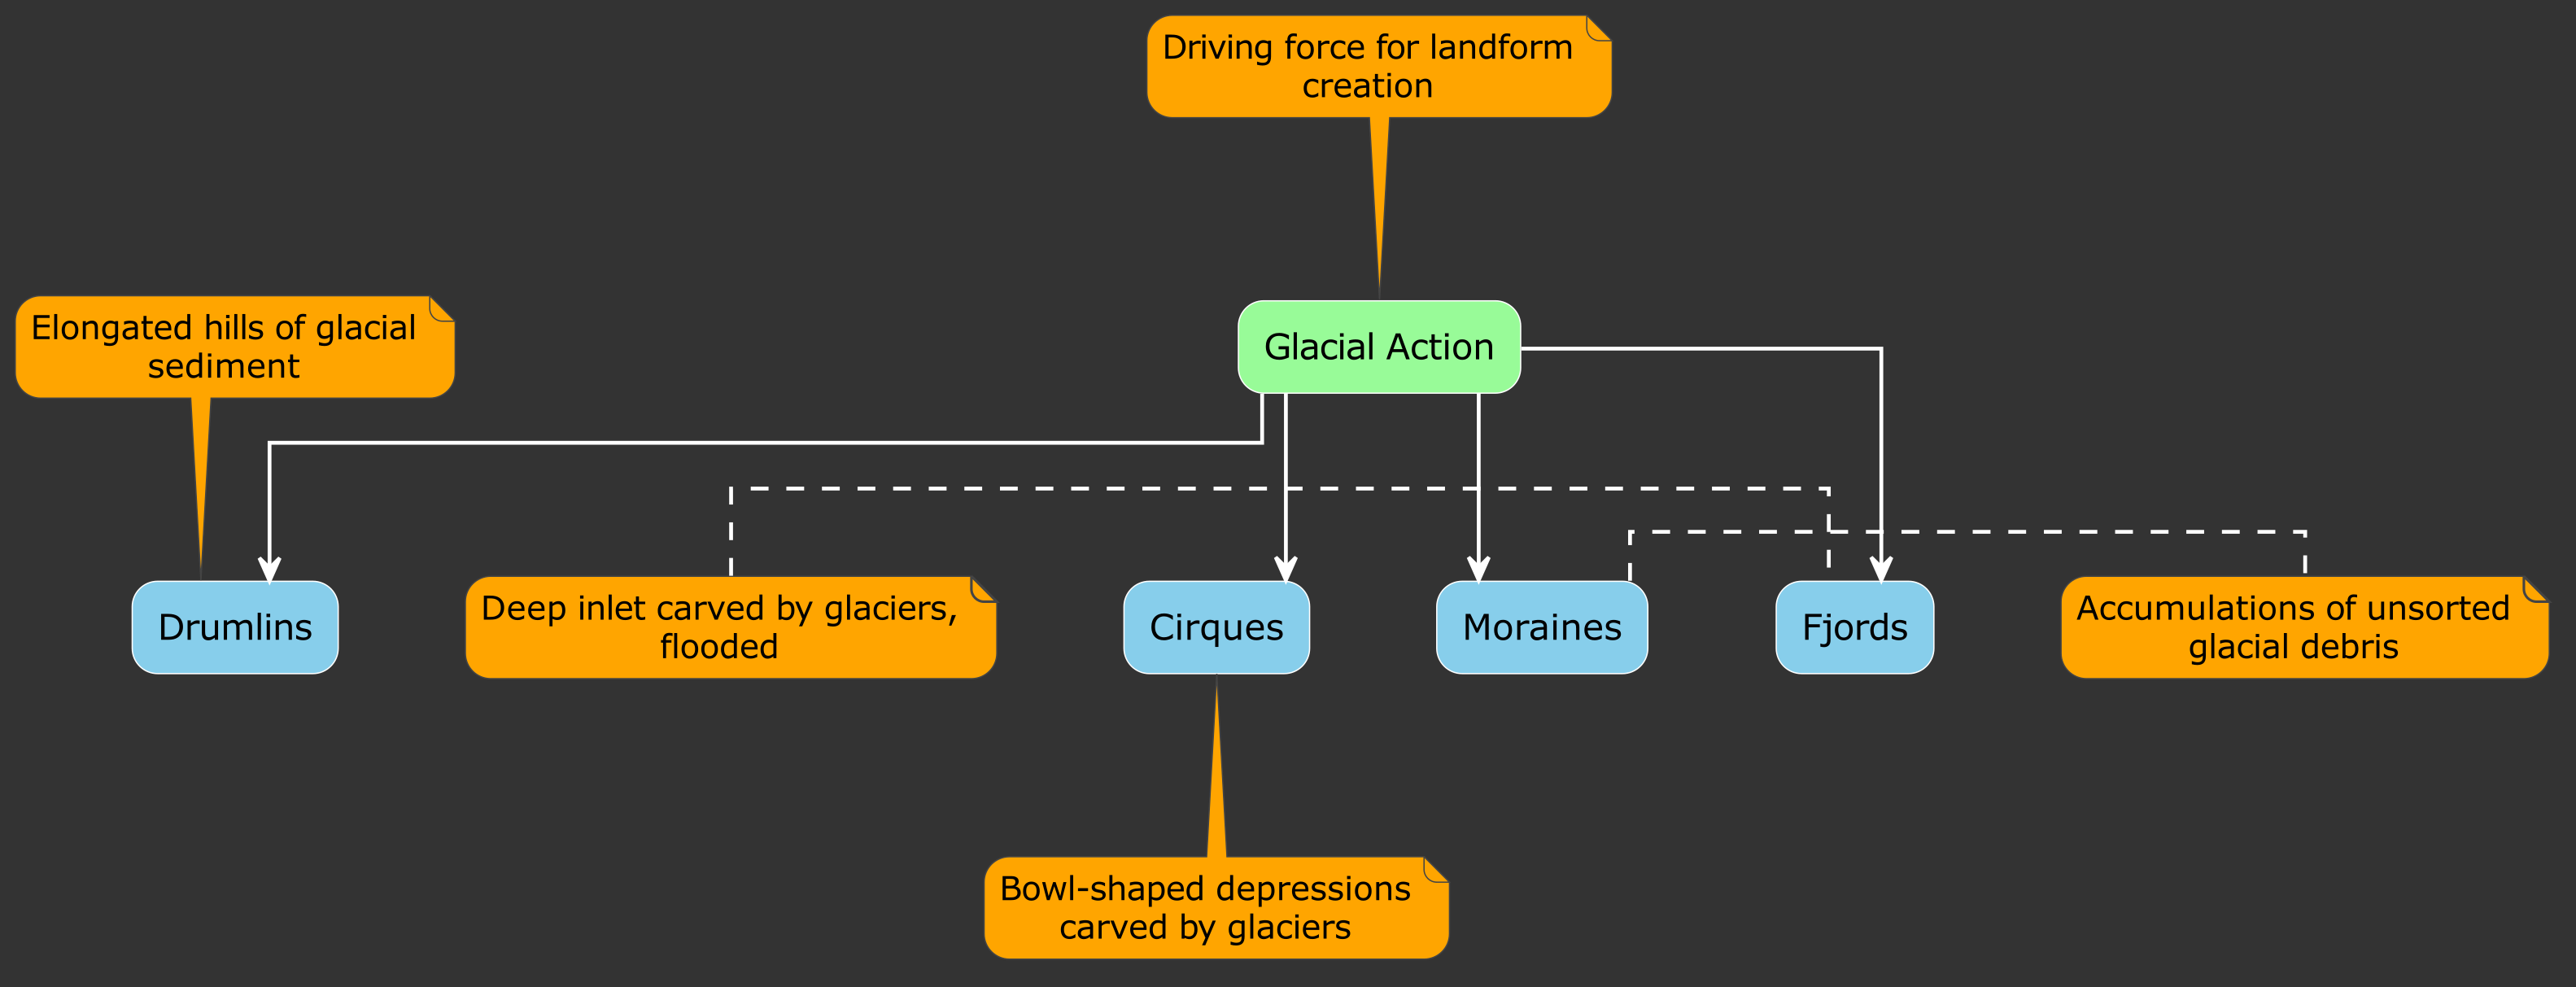 Driving force for landform
creation
Elongated hills of glacial
sediment
Glacial Action
Drumlins
Deep inlet carved by glaciers,
flooded
Cirques
Moraines
Fjords
Accumulations of unsorted
glacial debris
Bowl-shaped depressions
carved by glaciers